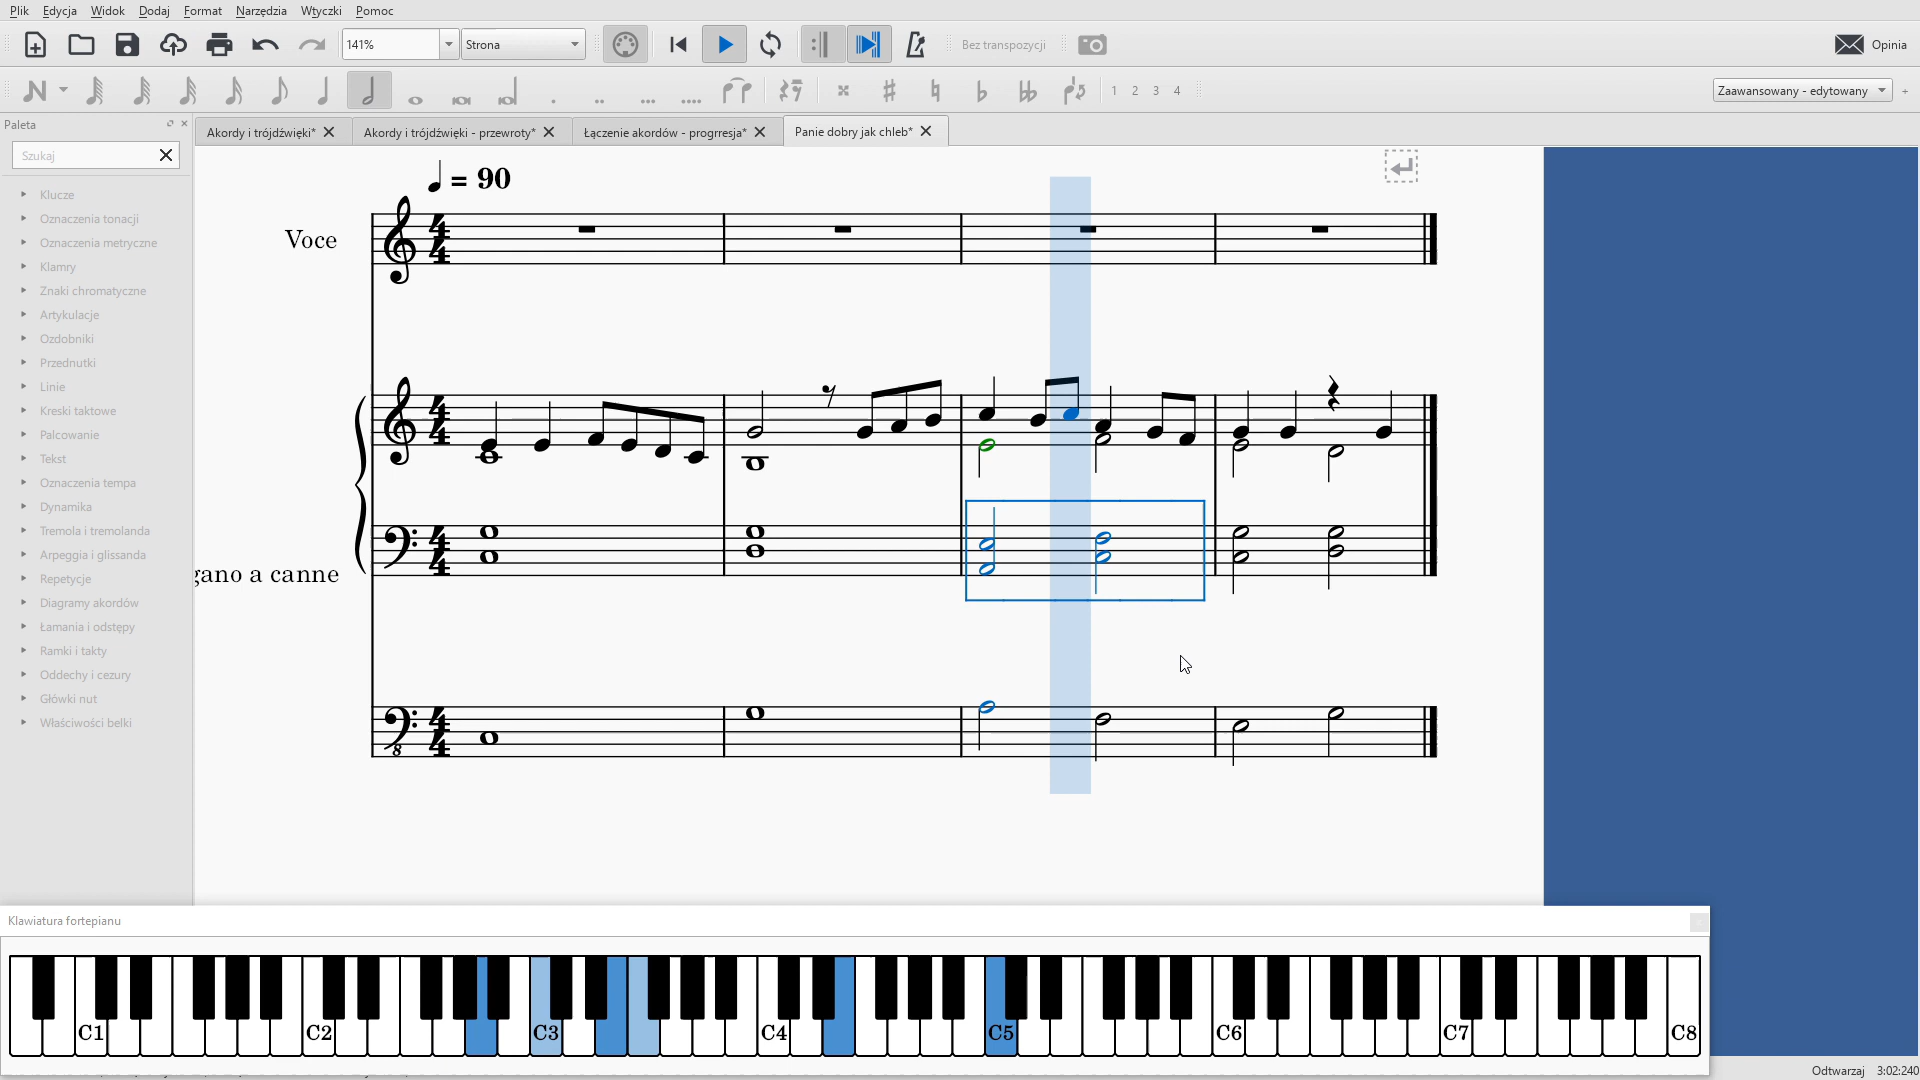 Plik Edycja Widok Dodaj Format Narzędzia Wtyczki Pomoc
141% Strona Bez transpozycji Opinia
1 2 3 4 Zaawansowany - edytowany +
Paleta
Akordy i trójdźwięki* Akordy i trójdźwięki - przewroty* Łączenie akordów - progrresja* Panie dobry jak chleb*
Szukaj
Klucze
Oznaczenia tonacji
Oznaczenia metryczne
Klamry
Znaki chromatyczne
Artykulacje
Ozdobniki
Przednutki
Linie
Kreski taktowe
Palcowanie
Tekst
Oznaczenia tempa
Dynamika
Tremola i tremolanda
Arpeggia i glissanda
Repetycje
Diagramy akordów
Łamania i odstępy
Ramki i takty
Oddechy i cezury
Główki nut
Właściwości belki
= 90
Voce
gano a canne
8
Klawiatura fortepianu
C1 C2 C3 C4 C5 C6 C7 C8
Odtwarzaj 3:02:240